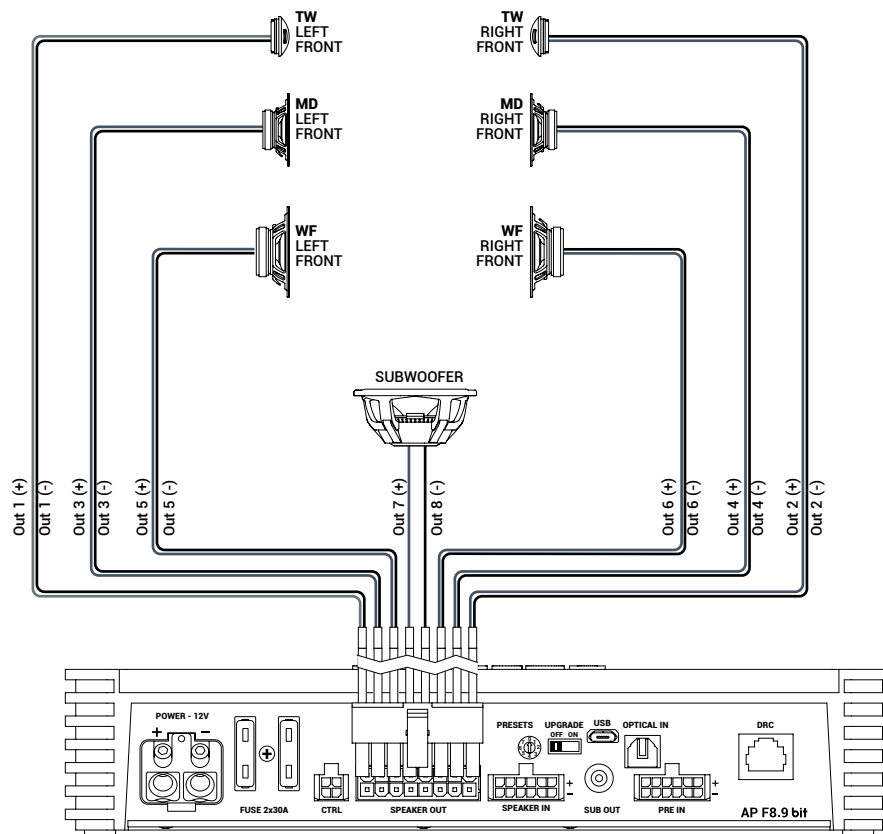 TW
LEFT
FRONT
TW
RIGHT
FRONT
MD
LEFT
FRONT
MD
RIGHT
FRONT
WF
LEFT
FRONT
WF
RIGHT
FRONT
SUBWOOFER
Out 1 (+)
Out 1 (-)
Out 3 (+)
Out 3 (-)
Out 5 (+)
Out 5 (-)
Out 7 (+)
Out 8 (-)
Out 6 (+)
Out 6 (-)
Out 4 (+)
Out 4 (-)
Out 2 (+)
Out 2 (-)
POWER - 12V
+ -
FUSE 2x30A
CTRL
SPEAKER OUT
PRESETS
UPGRADE
OFF ON
USB
OPTICAL IN
DRC
SPEAKER IN
+
-
SUB OUT
PRE IN
+
-
AP F8.9 bit